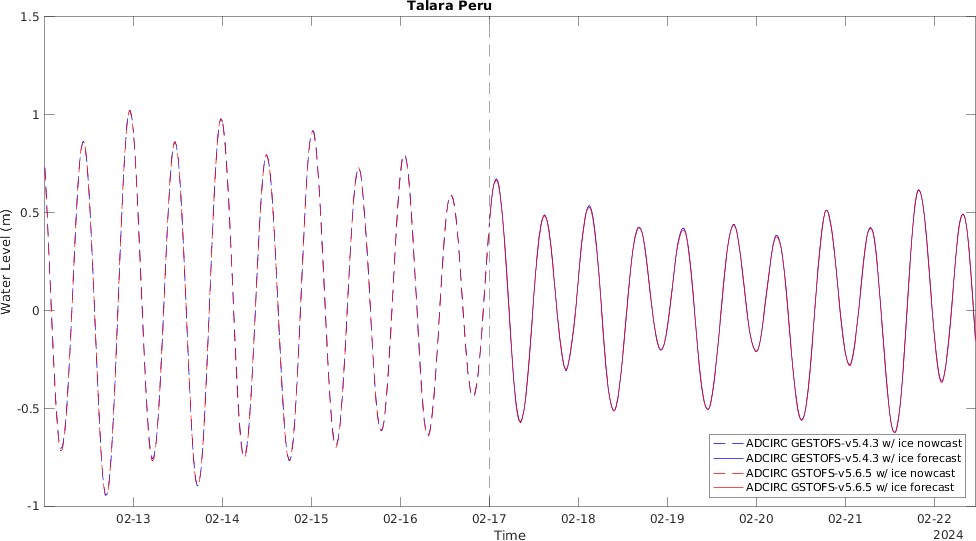 Talara Peru
1.5
1
0.5
0
-0.5
-1
Water Level (m)
02-13
02-14
02-15
02-16
02-17
02-18
02-19
02-20
02-21
02-22
Time
2024
ADCIRC GESTOFS-v5.4.3 w/ ice nowcast
ADCIRC GESTOFS-v5.4.3 w/ ice forecast
ADCIRC GSTOFS-v5.6.5 w/ ice nowcast
ADCIRC GSTOFS-v5.6.5 w/ ice forecast